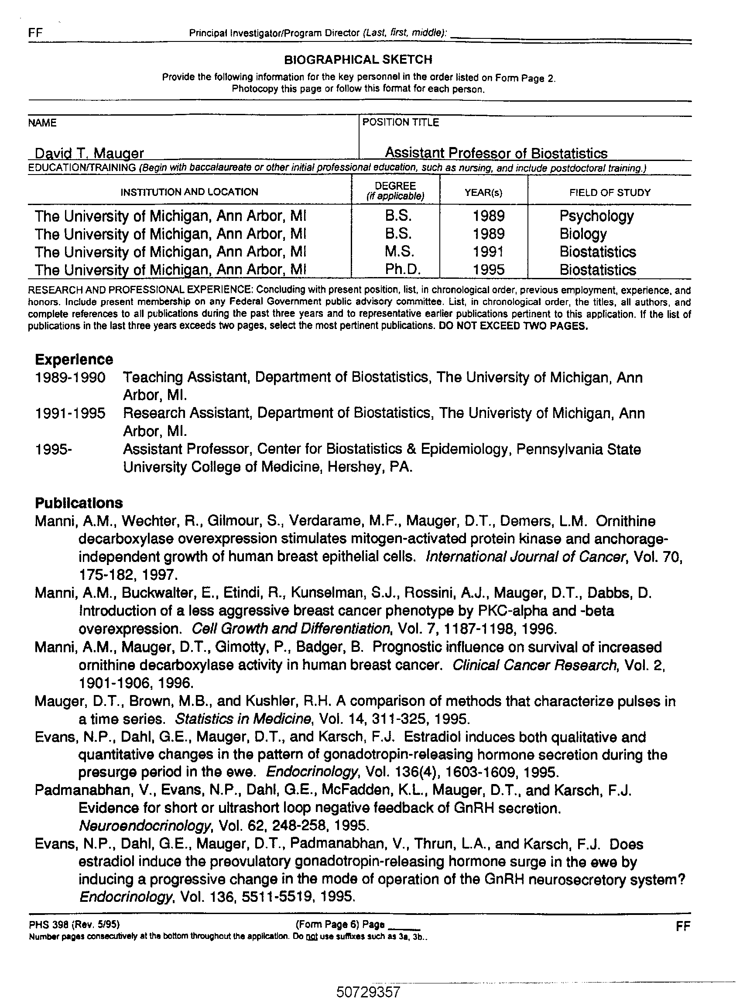 FF
Principal Investigator/Program Director (Last, first, middle):
BIOGRAPHICAL SKETCH
Provide the following information for the key personnel in the order listed on Form Page 2.
Photocopy this page or follow this format for each person.
NAME POSITION TITLE
David T. Mauger Assistant Professor of Biostatistics
EDUCATION/TRAINING (Begin with baccalaureate or other initial professional education, such as nursing, and include postdoctoral training.)
INSTITUTION AND LOCATION DEGREE (if applicable) YEAR(s) FIELD OF STUDY
The University of Michigan, Ann Arbor, MI B.S. 1989 Psychology
The University of Michigan, Ann Arbor, MI B.S. 1989 Biology
The University of Michigan, Ann Arbor, MI M.S. 1991 Biostatistics
The University of Michigan, Ann Arbor, MI Ph.D. 1995 Biostatistics
RESEARCH AND PROFESSIONAL EXPERIENCE: Concluding with present position, list, in chronological order, previous employment, experience, and
honors. Include present membership on any Federal Government public advisory committee. List, in chronological order, the titles, all authors, and
complete references to all publications during the past three years and to representative earlier publications pertinent to this application. If the list of
publications in the last three years exceeds two pages, select the most pertinent publications. DO NOT EXCEED TWO PAGES.
Experience
1989-1990 Teaching Assistant, Department of Biostatistics, The University of Michigan, Ann
Arbor, MI.
1991-1995 Research Assistant, Department of Biostatistics, The Univeristy of Michigan, Ann
Arbor, MI.
1995- Assistant Professor, Center for Biostatistics & Epidemiology, Pennsylvania State
University College of Medicine, Hershey, PA.
Publications
Manni, A.M., Wechter, R., Gilmour, S., Verdarame, M.F., Mauger, D.T., Demers, L.M. Ornithine
decarboxylase overexpression stimulates mitogen-activated protein kinase and anchorage-
independent growth of human breast epithelial cells. International Journal of Cancer, Vol. 70,
175-182, 1997.
Manni, A.M., Buckwalter, E., Etindi, R., Kunselman, S.J., Rossini, A.J., Mauger, D.T., Dabbs, D.
Introduction of a less aggressive breast cancer phenotype by PKC-alpha and -beta
overexpression. Cell Growth and Differentiation, Vol. 7, 1187-1198, 1996.
Manni, A.M., Mauger, D.T., Gimotty, P., Badger, B. Prognostic influence on survival of increased
ornithine decarboxylase activity in human breast cancer. Clinical Cancer Research, Vol. 2,
1901-1906, 1996.
Mauger, D.T., Brown, M.B., and Kushler, R.H. A comparison of methods that characterize pulses in
a time series. Statistics in Medicine, Vol. 14, 311-325, 1995.
Evans, N.P., Dahl, G.E., Mauger, D.T., and Karsch, F.J. Estradiol induces both qualitative and
quantitative changes in the pattern of gonadotropin-releasing hormone secretion during the
presurge period in the ewe. Endocrinology, Vol. 136(4), 1603-1609, 1995.
Padmanabhan, V., Evans, N.P., Dahl, G.E., McFadden, K.L., Mauger, D.T., and Karsch, F.J.
Evidence for short or ultrashort loop negative feedback of GnRH secretion.
Neuroendocrinology, Vol. 62, 248-258, 1995.
Evans, N.P., Dahl, G.E., Mauger, D.T., Padmanabhan, V., Thrun, L.A., and Karsch, F.J. Does
estradiol induce the preovulatory gonadotropin-releasing hormone surge in the ewe by
inducing a progressive change in the mode of operation of the GnRH neurosecretory system?
Endocrinology, Vol. 136, 5511-5519, 1995.
PHS 398 (Rev. 5/95) (Form Page 6) Page FF
Number pages consecutively at the bottom throughout the application. Do not use suffixes such as 3a, 3b..
50729357